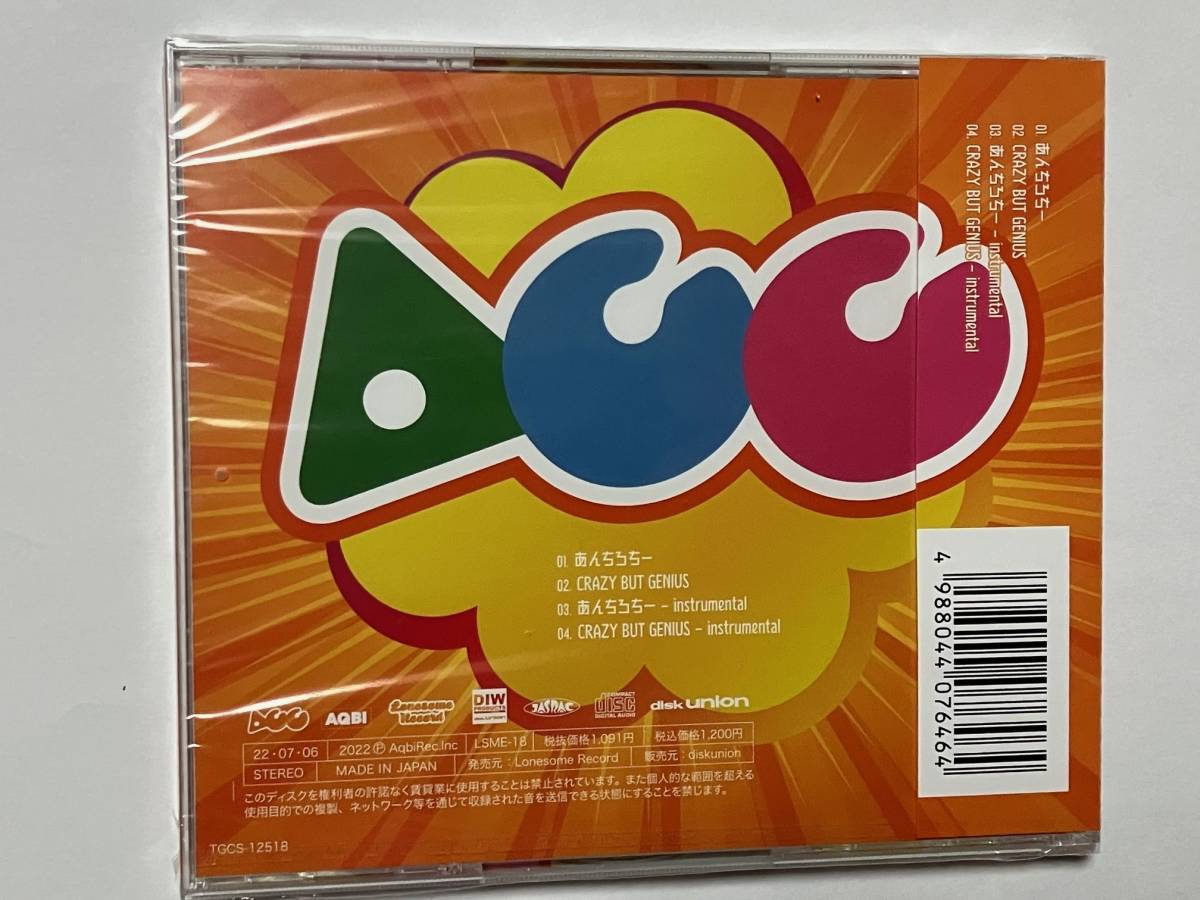 ACC
01. あんちろちー
02 CRAZY BUT GENIUS
03. あんちろちー - instrumental
04. CRAZY BUT GENIUS - instrumental
01. あんちろちー
02. CRAZY BUT GENIUS
03. あんちろちー - instrumental
04. CRAZY BUT GENIUS - instrumental
ACC AQBI Lonesome Record DIW PRODUCTS JASRAC COMPACT disc DIGITAL AUDIO diskunion
22・07・06 2022 Ⓟ AqbiRec.Inc LSME-18 税抜価格1,091円 税込価格1,200円
STEREO MADE IN JAPAN 発売元:Lonesome Record 販売元:diskunion
このディスクを権利者の許諾なく賃貸業に使用することは禁止されています。また個人的な範囲を超える
使用目的での複製、ネットワーク等を通じて収録された音を送信できる状態にすることを禁じます。
TGCS-12518
4 988044 076464